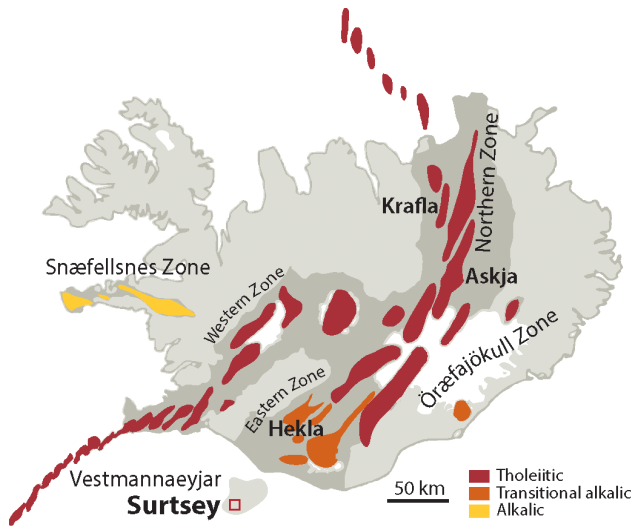 Northern Zone
Krafla
Askja
Snæfellsnes Zone
Western Zone
Öræfajökull Zone
Eastern Zone
Hekla
Vestmannaeyjar
Surtsey
50 km
Tholeiitic
Transitional alkalic
Alkalic